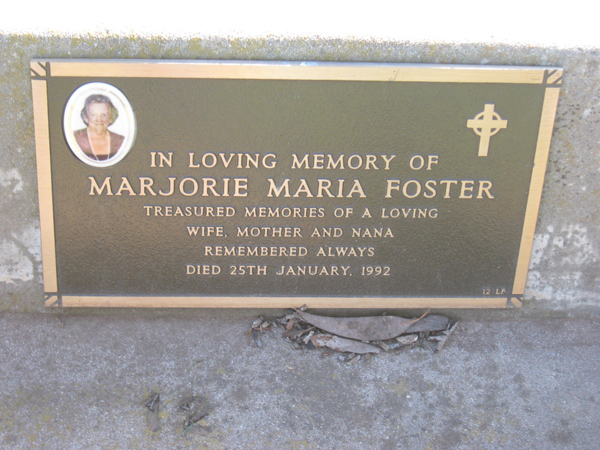 IN LOVING MEMORY OF
MARJORIE MARIA FOSTER
TREASURED MEMORIES OF A LOVING
WIFE, MOTHER AND NANA
REMEMBERED ALWAYS
DIED 25TH JANUARY, 1992
12 LF